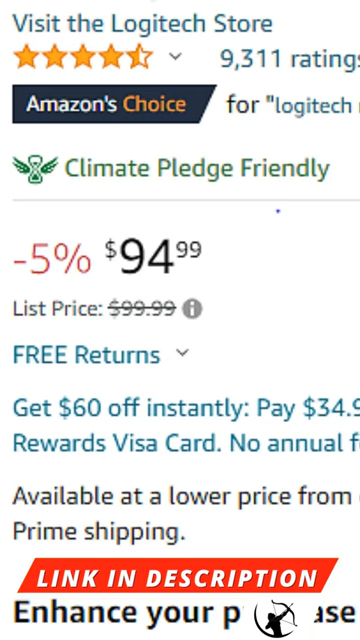 Visit the Logitech Store
9,311 ratings
Amazon's Choice for "logitech
Climate Pledge Friendly
-5% $94 99
List Price: $99.99
FREE Returns
Get $60 off instantly: Pay $34.9
Rewards Visa Card. No annual f
Available at a lower price from
Prime shipping.
LINK IN DESCRIPTION
Enhance your p ase